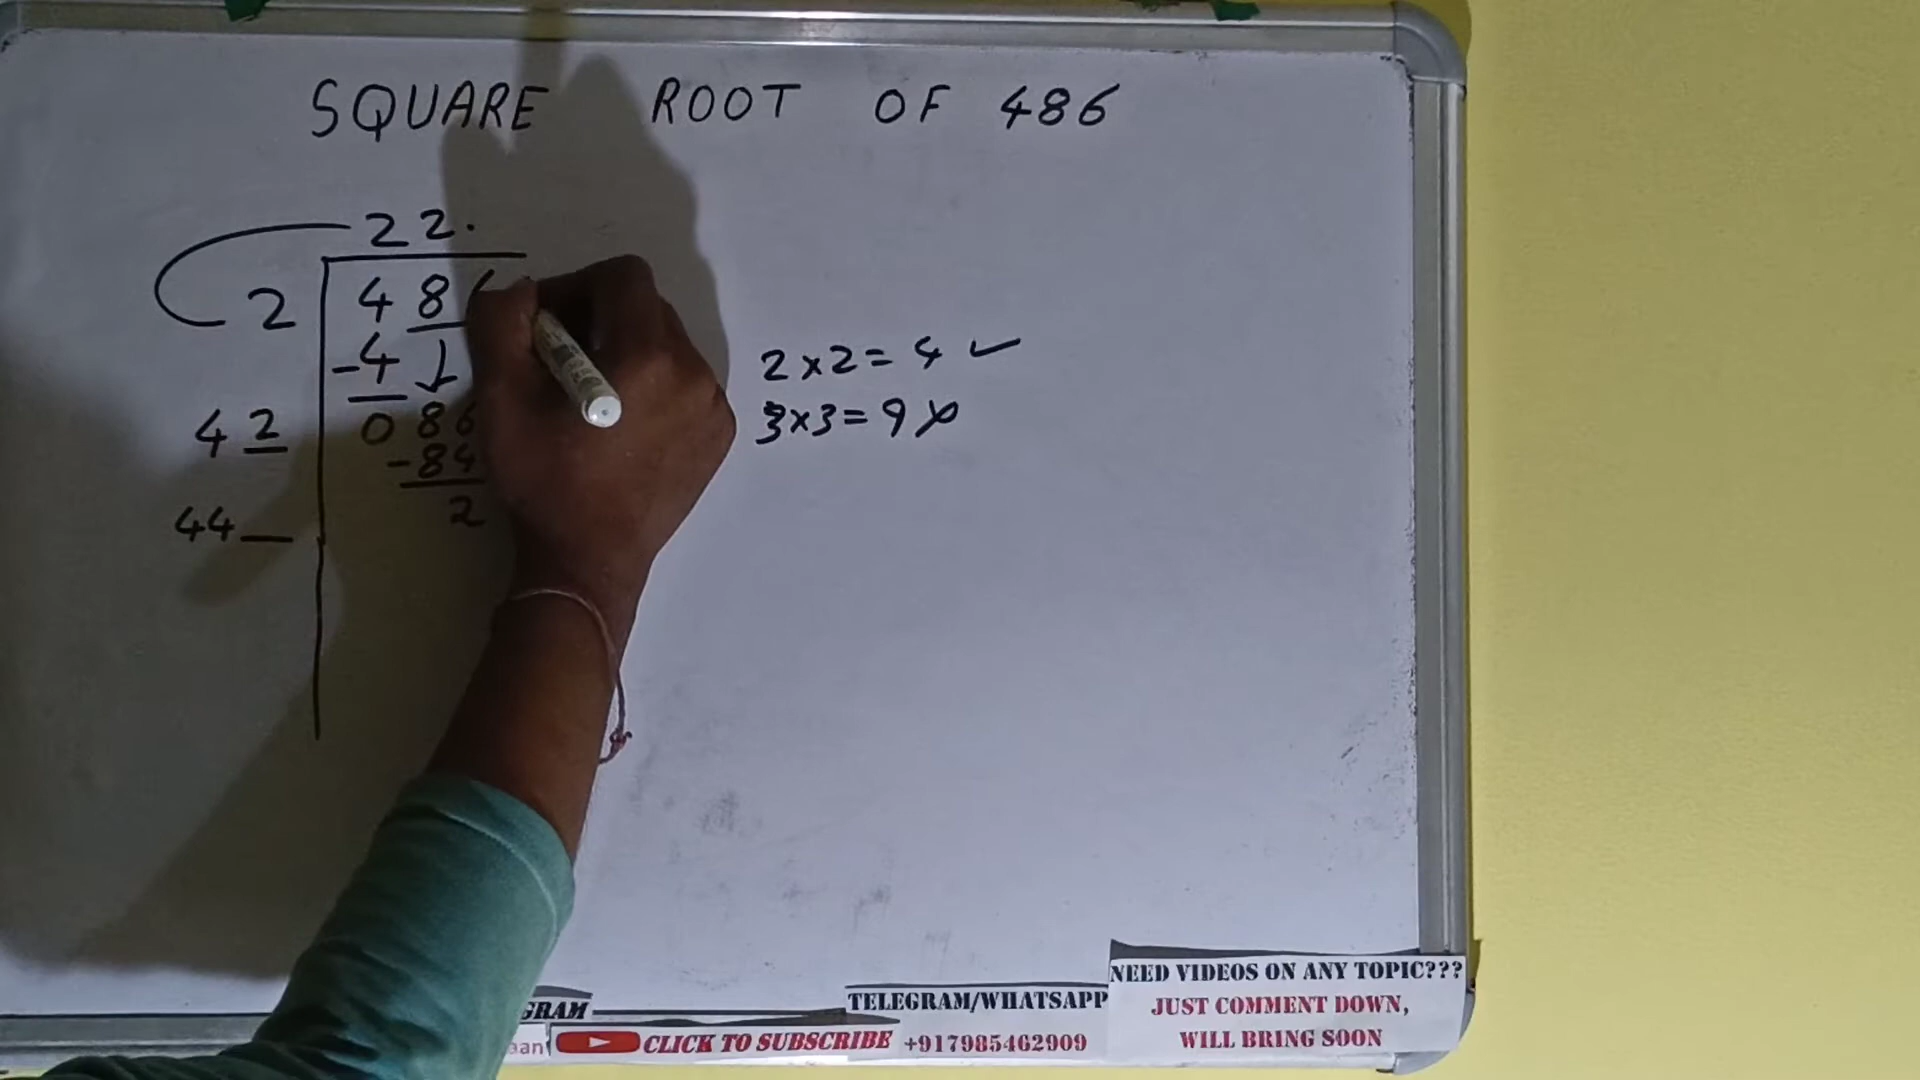 SQUARE ROOT OF 486
22.
2 48
-4
2×2=4 ✓
42 086
3×3=9
-84
44_ 2
GRAM
TELEGRAM/WHATSAPP
CLICK TO SUBSCRIBE +917985462909
NEED VIDEOS ON ANY TOPIC???
JUST COMMENT DOWN,
WILL BRING SOON